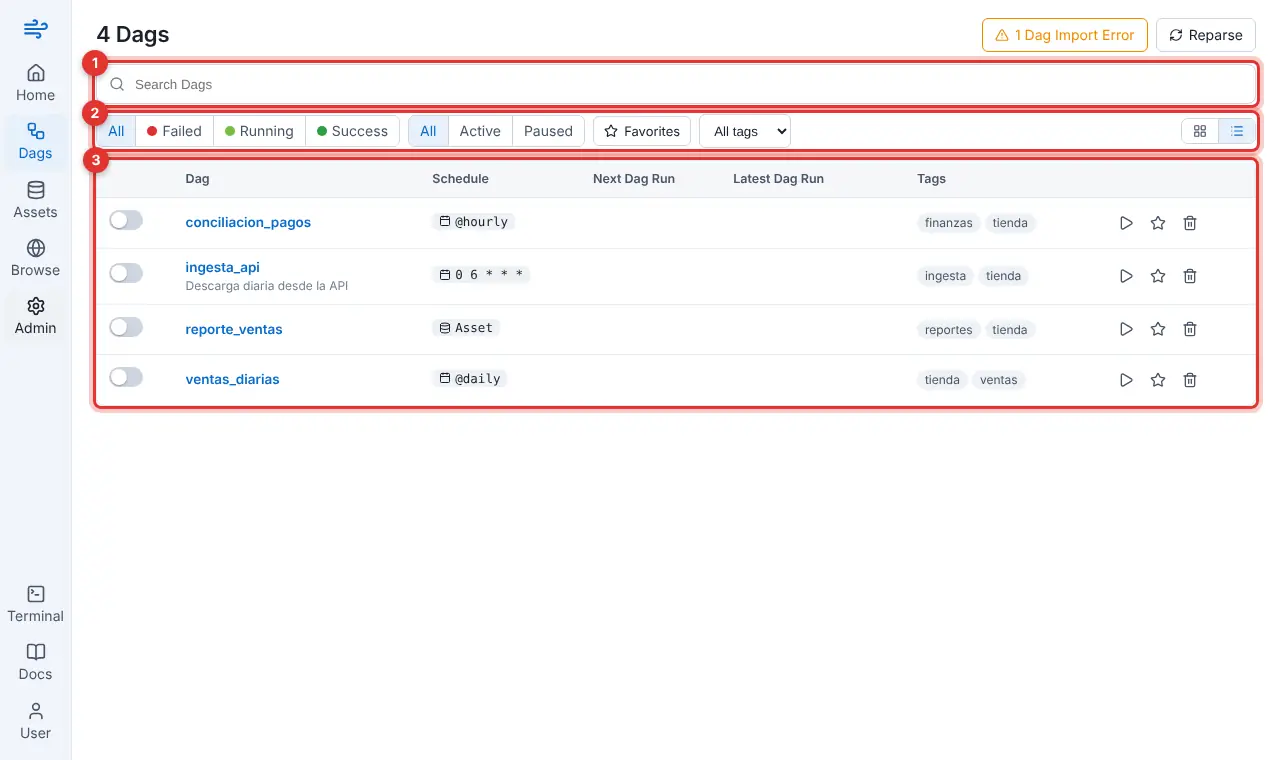 4 Dags
1 Dag Import Error
Reparse
1
Search Dags
2
All Failed Running Success All Active Paused Favorites All tags
3
Dag Schedule Next Dag Run Latest Dag Run Tags
conciliacion_pagos @hourly finanzas tienda
ingesta_api 0 6 * * * ingesta tienda
Descarga diaria desde la API
reporte_ventas Asset reportes tienda
ventas_diarias @daily tienda ventas
Home
Dags
Assets
Browse
Admin
Terminal
Docs
User